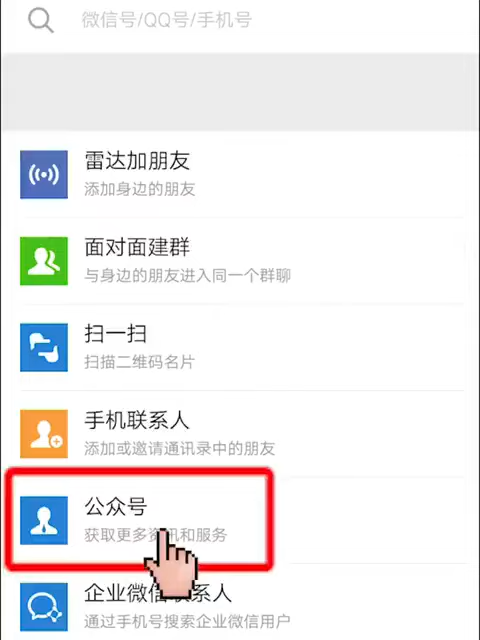 微信号/QQ号/手机号
雷达加朋友
添加身边的朋友
面对面建群
与身边的朋友进入同一个群聊
扫一扫
扫描二维码名片
手机联系人
添加或邀请通讯录中的朋友
公众号
获取更多资讯和服务
企业微信联系人
通过手机号搜索企业微信用户